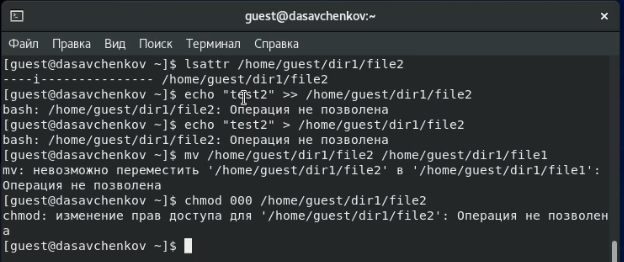 guest@dasavchenkov:~
Файл Правка Вид Поиск Терминал Справка
[guest@dasavchenkov ~]$ lsattr /home/guest/dir1/file2
----i--------------- /home/guest/dir1/file2
[guest@dasavchenkov ~]$ echo "test2" >> /home/guest/dir1/file2
bash: /home/guest/dir1/file2: Операция не позволена
[guest@dasavchenkov ~]$ echo "test2" > /home/guest/dir1/file2
bash: /home/guest/dir1/file2: Операция не позволена
[guest@dasavchenkov ~]$ mv /home/guest/dir1/file2 /home/guest/dir1/file1
mv: невозможно переместить '/home/guest/dir1/file2' в '/home/guest/dir1/file1':
Операция не позволена
[guest@dasavchenkov ~]$ chmod 000 /home/guest/dir1/file2
chmod: изменение прав доступа для '/home/guest/dir1/file2': Операция не позволен
а
[guest@dasavchenkov ~]$